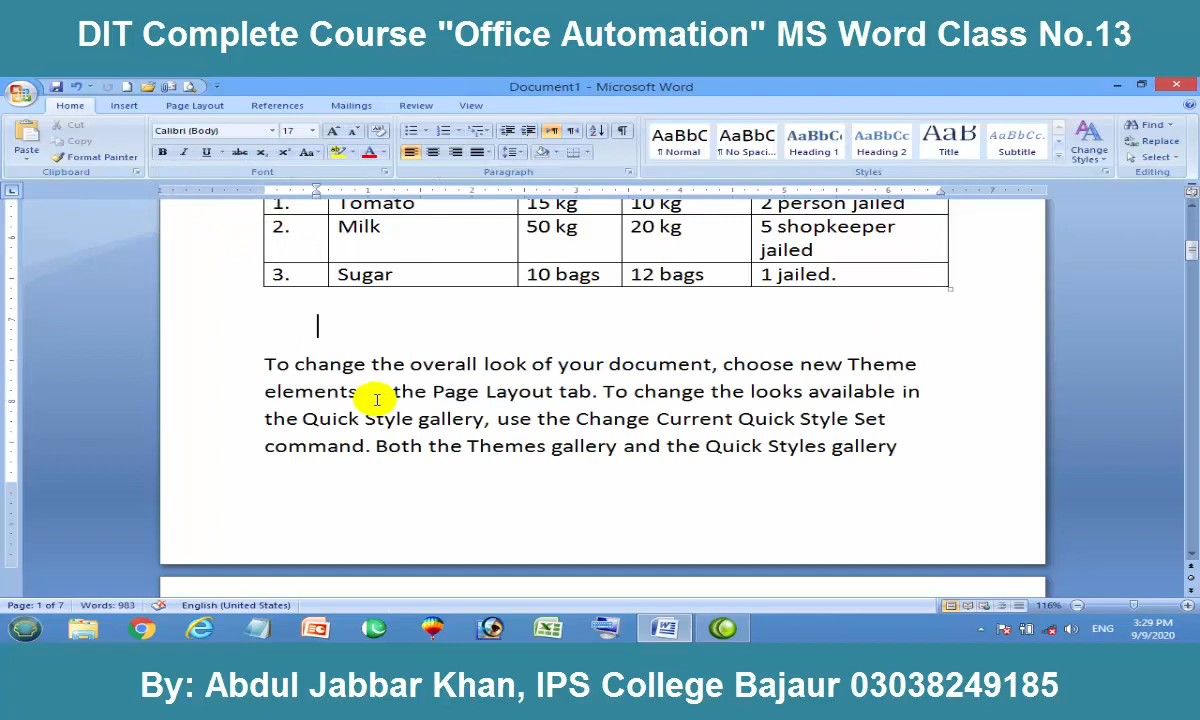 DIT Complete Course "Office Automation" MS Word Class No.13
Document1 - Microsoft Word
Home Insert Page Layout References Mailings Review View
Paste
Cut
Copy
Format Painter
Clipboard
Calibri (Body) 17
Font
Paragraph
AaBbC AaBbC AaBbC AaBbCc AaB AaBbCc.
¶ Normal ¶ No Spaci... Heading 1 Heading 2 Title Subtitle
Change Styles
Styles
Find
Replace
Select
Editing
1. Tomato 15 kg 10 kg 2 person jailed
2. Milk 50 kg 20 kg 5 shopkeeper
jailed
3. Sugar 10 bags 12 bags 1 jailed.
To change the overall look of your document, choose new Theme
elements the Page Layout tab. To change the looks available in
the Quick Style gallery, use the Change Current Quick Style Set
command. Both the Themes gallery and the Quick Styles gallery
Page: 1 of 7 Words: 983 English (United States) 116%
ENG
3:29 PM
9/9/2020
By: Abdul Jabbar Khan, IPS College Bajaur 03038249185